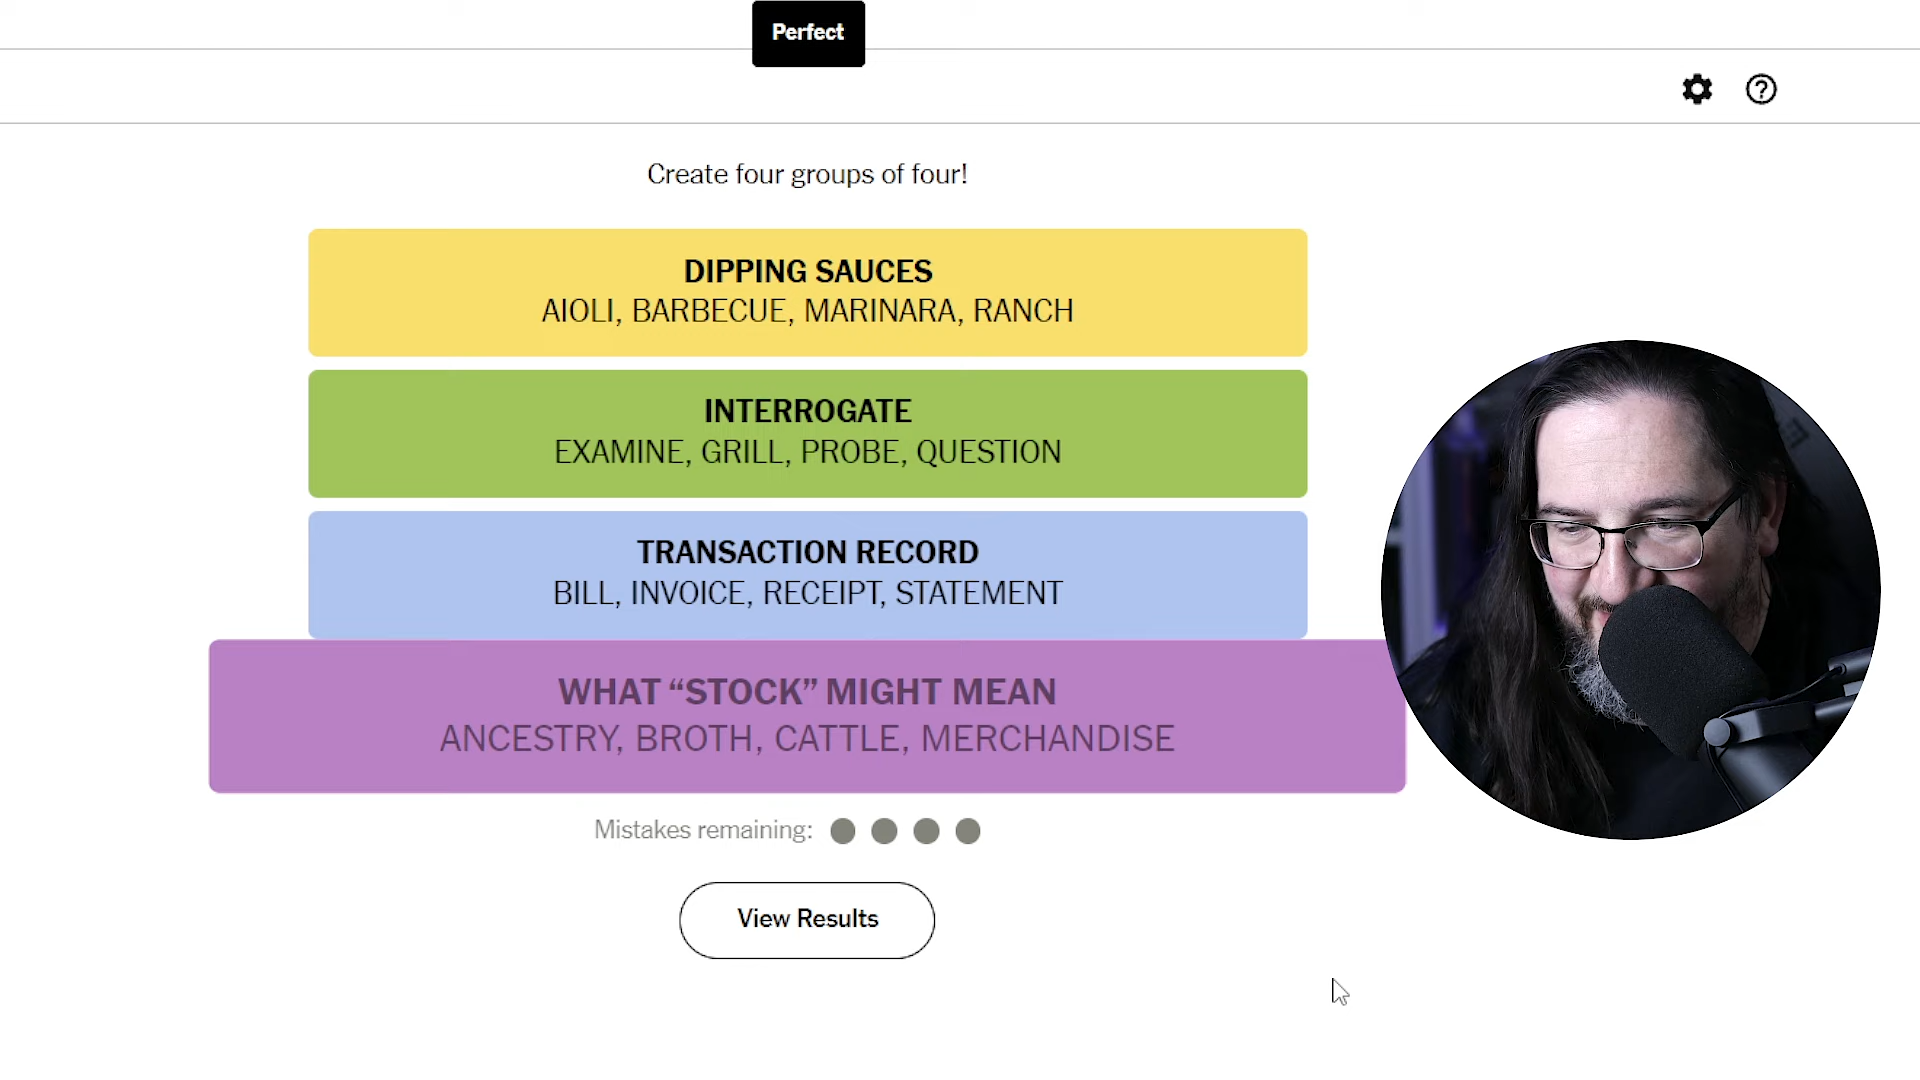 Perfect
Create four groups of four!
DIPPING SAUCES
AIOLI, BARBECUE, MARINARA, RANCH
INTERROGATE
EXAMINE, GRILL, PROBE, QUESTION
TRANSACTION RECORD
BILL, INVOICE, RECEIPT, STATEMENT
WHAT “STOCK” MIGHT MEAN
ANCESTRY, BROTH, CATTLE, MERCHANDISE
Mistakes remaining:
View Results